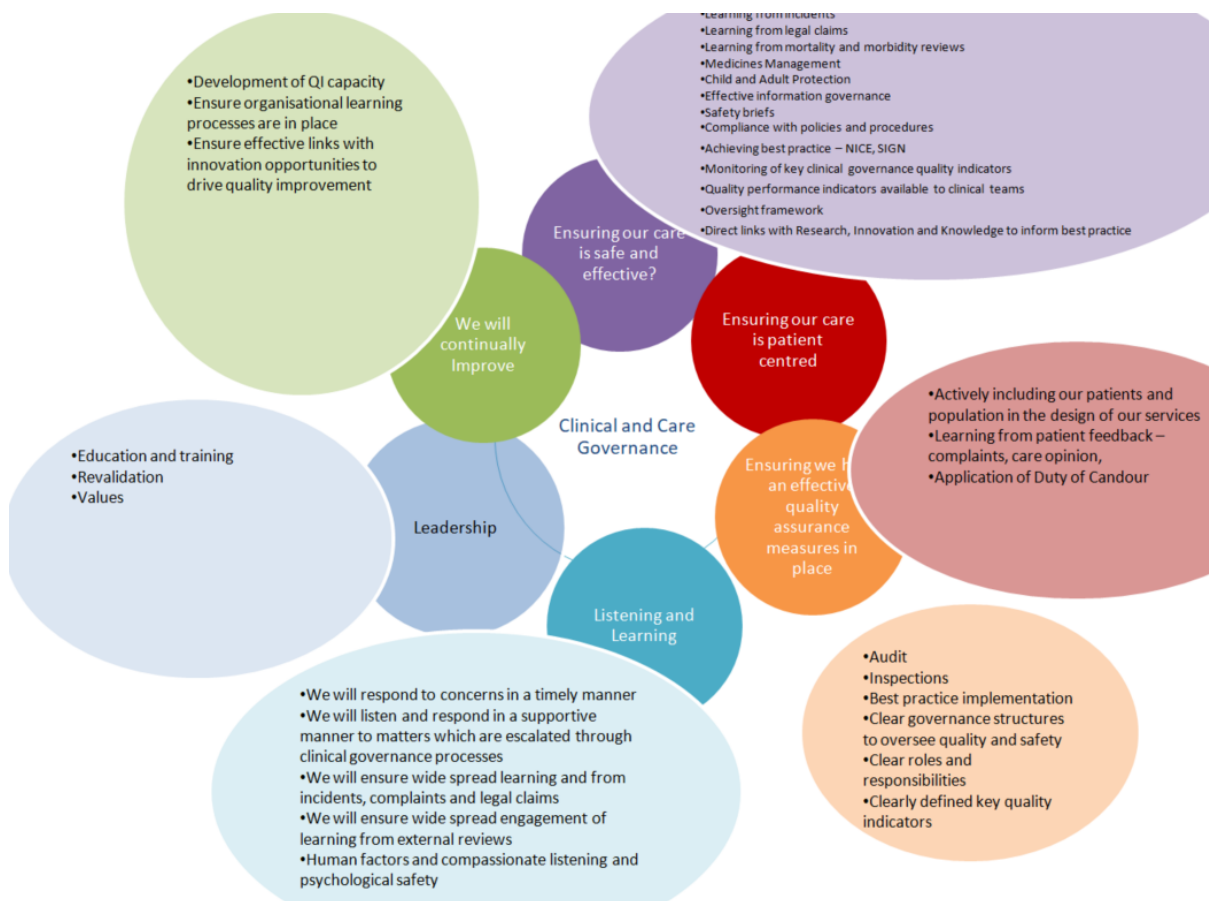 •Learning from incidents
•Learning from legal claims
•Learning from mortality and morbidity reviews
•Medicines Management
•Child and Adult Protection
•Effective information governance
•Safety briefs
•Compliance with policies and procedures
•Achieving best practice – NICE, SIGN
•Monitoring of key clinical governance quality indicators
•Quality performance indicators available to clinical teams
•Oversight framework
•Direct links with Research, Innovation and Knowledge to inform best practice
•Development of QI capacity
•Ensure organisational learning
processes are in place
•Ensure effective links with
innovation opportunities to
drive quality improvement
Ensuring our care
is safe and
effective?
We will
continually
Improve
Ensuring our care
is patient
centred
•Actively including our patients and
population in the design of our services
•Learning from patient feedback –
complaints, care opinion,
•Application of Duty of Candour
Clinical and Care
Governance
•Education and training
•Revalidation
•Values
Leadership
Ensuring we
an effective
quality
assurance
measures in
place
Listening and
Learning
•Audit
•Inspections
•Best practice implementation
•Clear governance structures
to oversee quality and safety
•Clear roles and
responsibilities
•Clearly defined key quality
indicators
•We will respond to concerns in a timely manner
•We will listen and respond in a supportive
manner to matters which are escalated through
clinical governance processes
•We will ensure wide spread learning and from
incidents, complaints and legal claims
•We will ensure wide spread engagement of
learning from external reviews
•Human factors and compassionate listening and
psychological safety